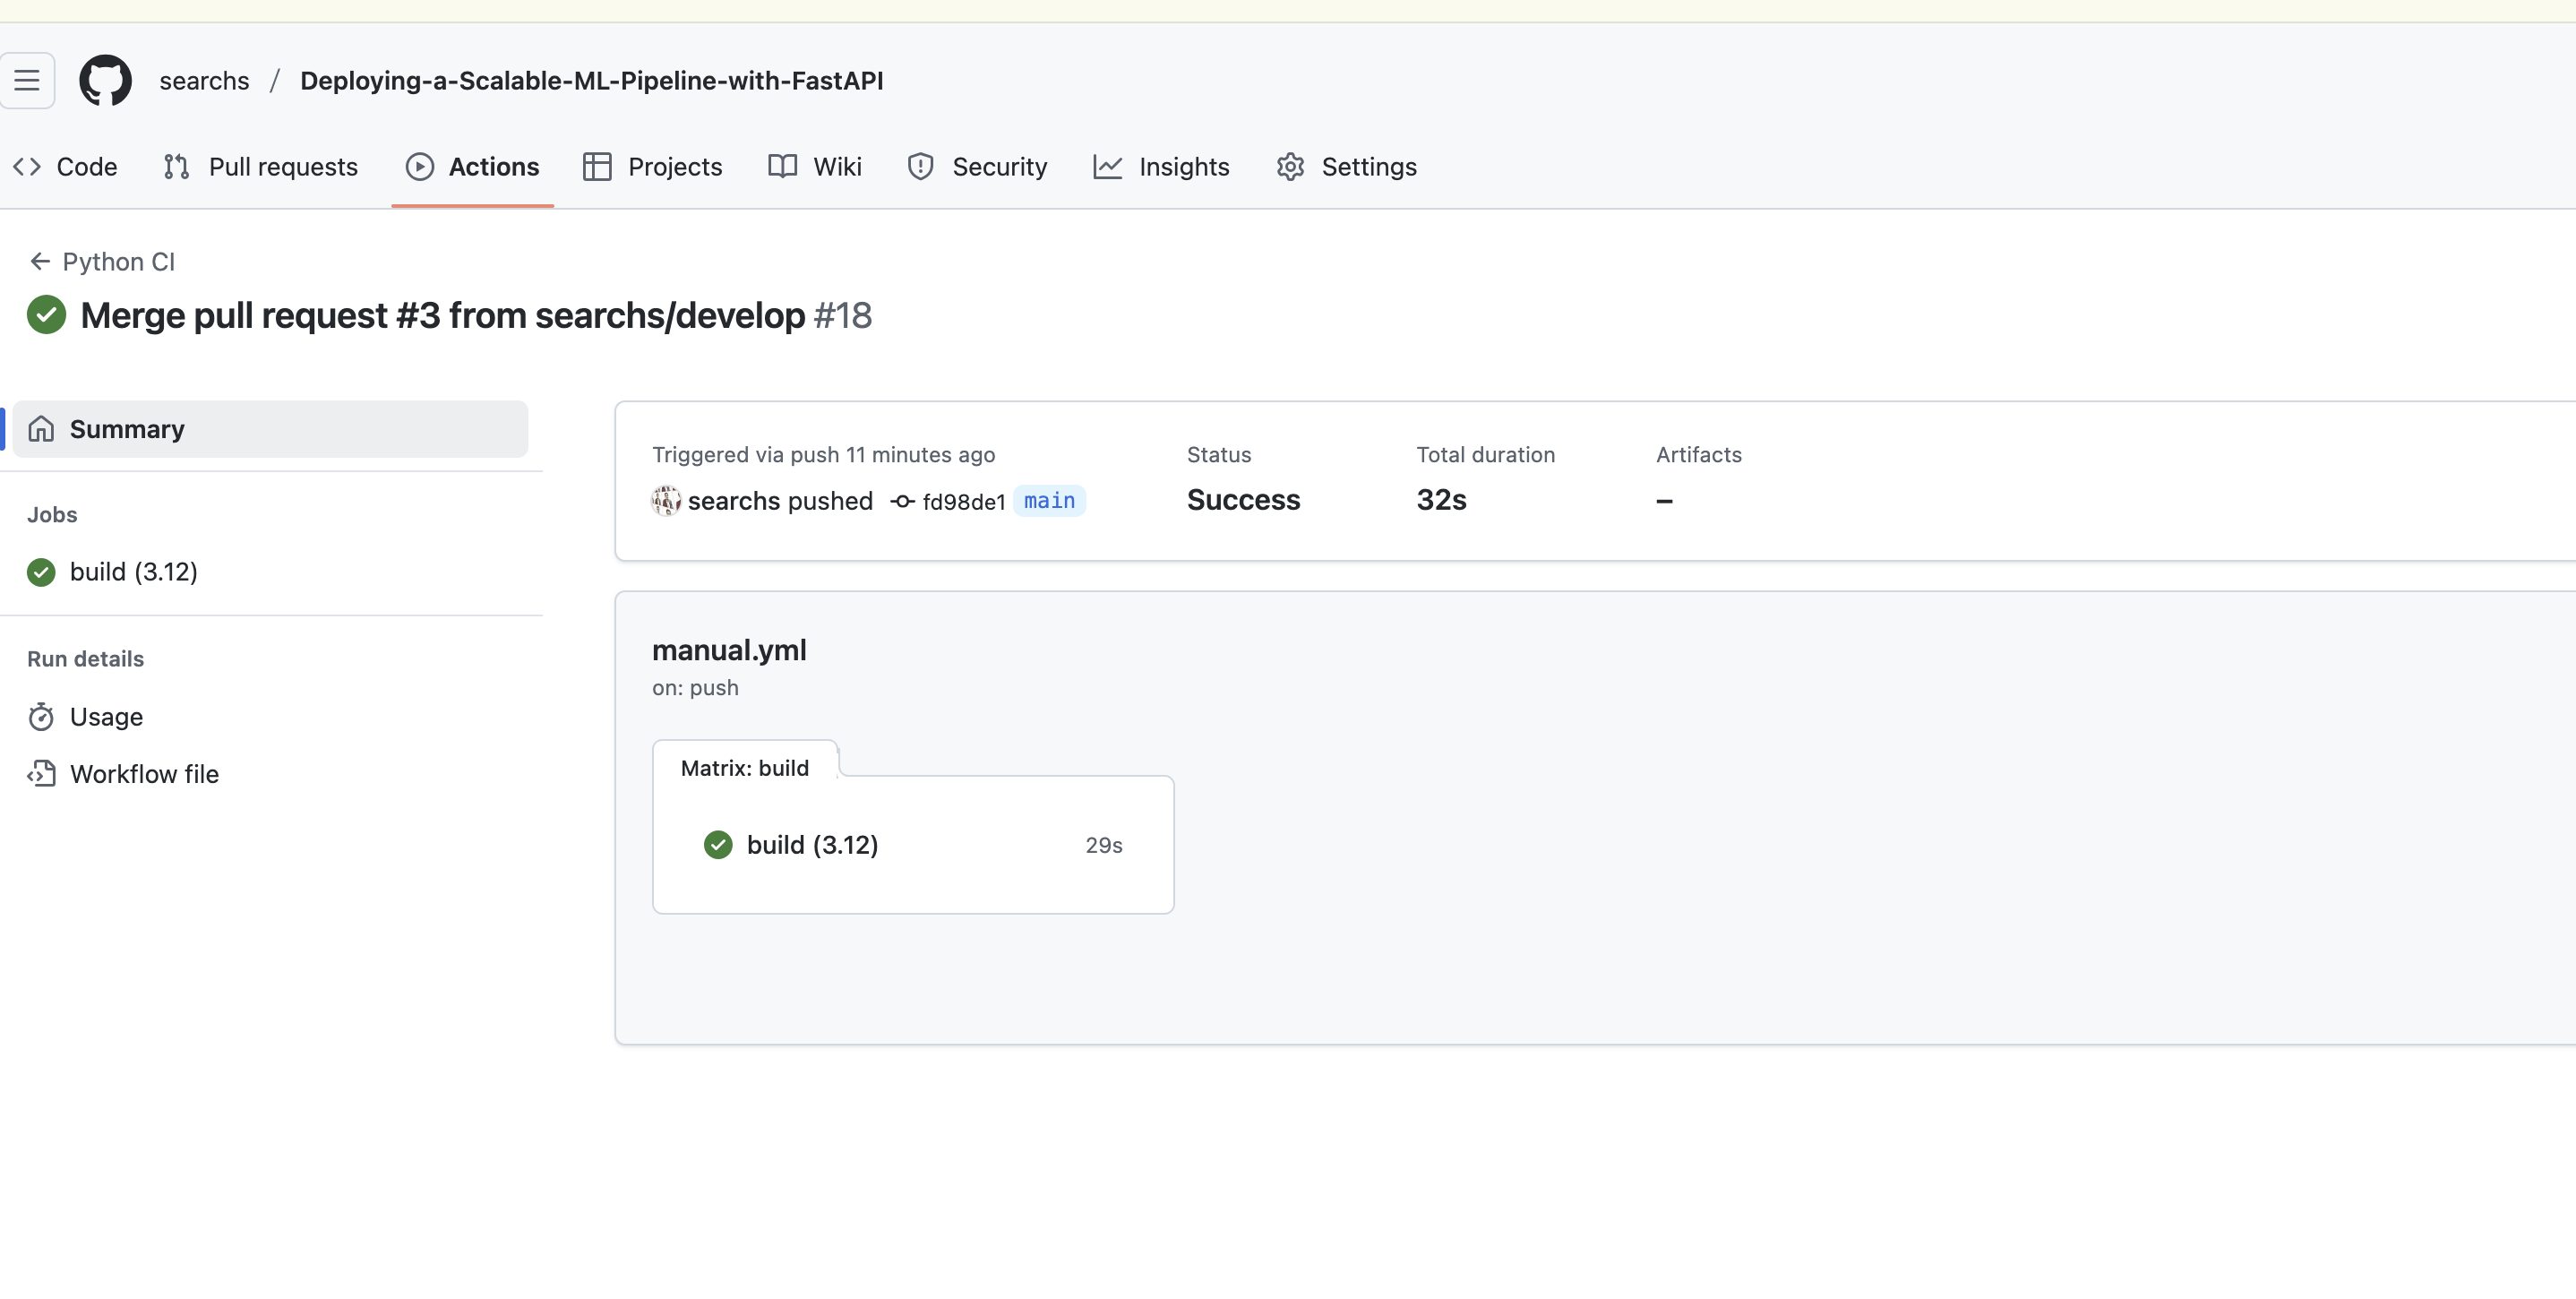 searchs / Deploying-a-Scalable-ML-Pipeline-with-FastAPI
Code Pull requests Actions Projects Wiki Security Insights Settings
Python CI
Merge pull request #3 from searchs/develop #18
Summary
Jobs
build (3.12)
Run details
Usage
Workflow file
Triggered via push 11 minutes ago
searchs pushed fd98de1 main
Status
Success
Total duration
32s
Artifacts
–
manual.yml
on: push
Matrix: build
build (3.12) 29s